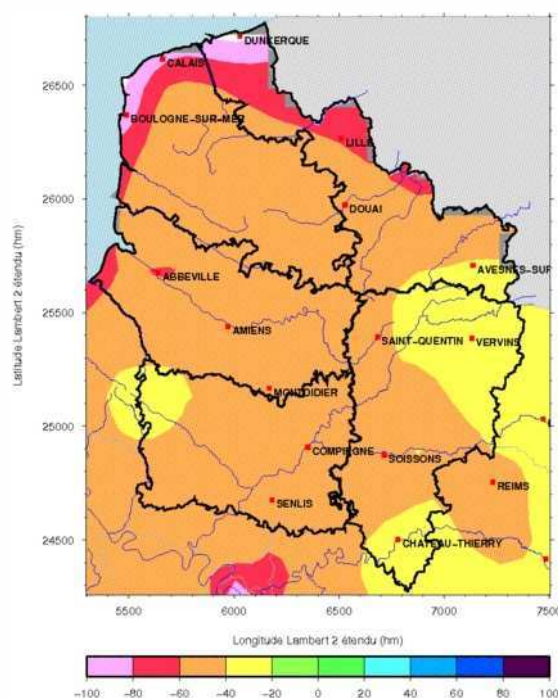 DUNKERQUE
CALAIS
26500
BOULOGNE-SUR-MER
LILLE
26000
DOUAI
AVESNES-SUR
ABBEVILLE
25500
AMIENS
SAINT-QUENTIN
VERVINS
MONTDIDIER
25000
COMPIEGNE
SOISSONS
REIMS
SENLIS
24500
CHATEAU-THIERRY
5500 6000 6500 7000 7500
Latitude Lambert 2 étendu (hm)
Longitude Lambert 2 étendu (hm)
-100 -80 -60 -40 -20 0 20 40 60 80 100